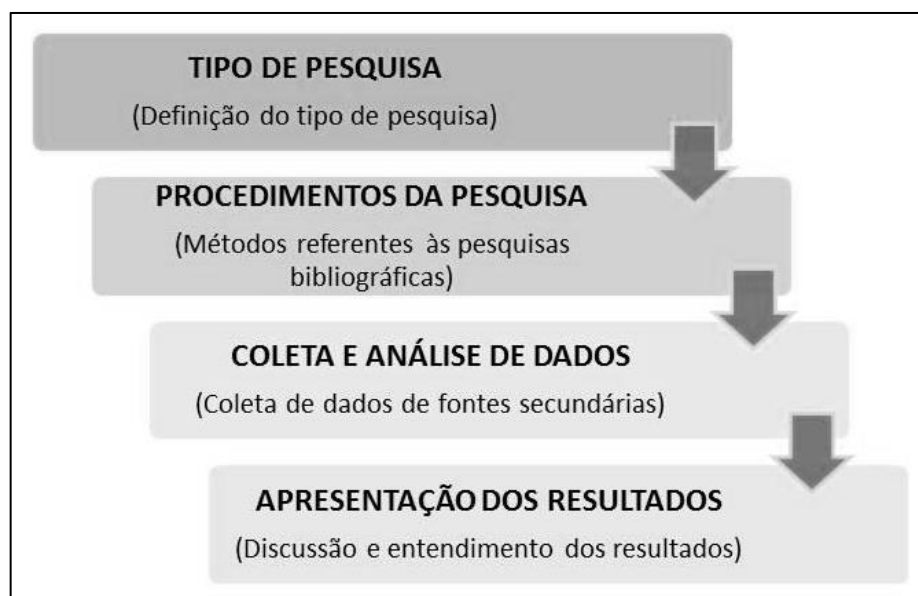 TIPO DE PESQUISA
(Definição do tipo de pesquisa)
PROCEDIMENTOS DA PESQUISA
(Métodos referentes às pesquisas
bibliográficas)
COLETA E ANÁLISE DE DADOS
(Coleta de dados de fontes secundárias)
APRESENTAÇÃO DOS RESULTADOS
(Discussão e entendimento dos resultados)